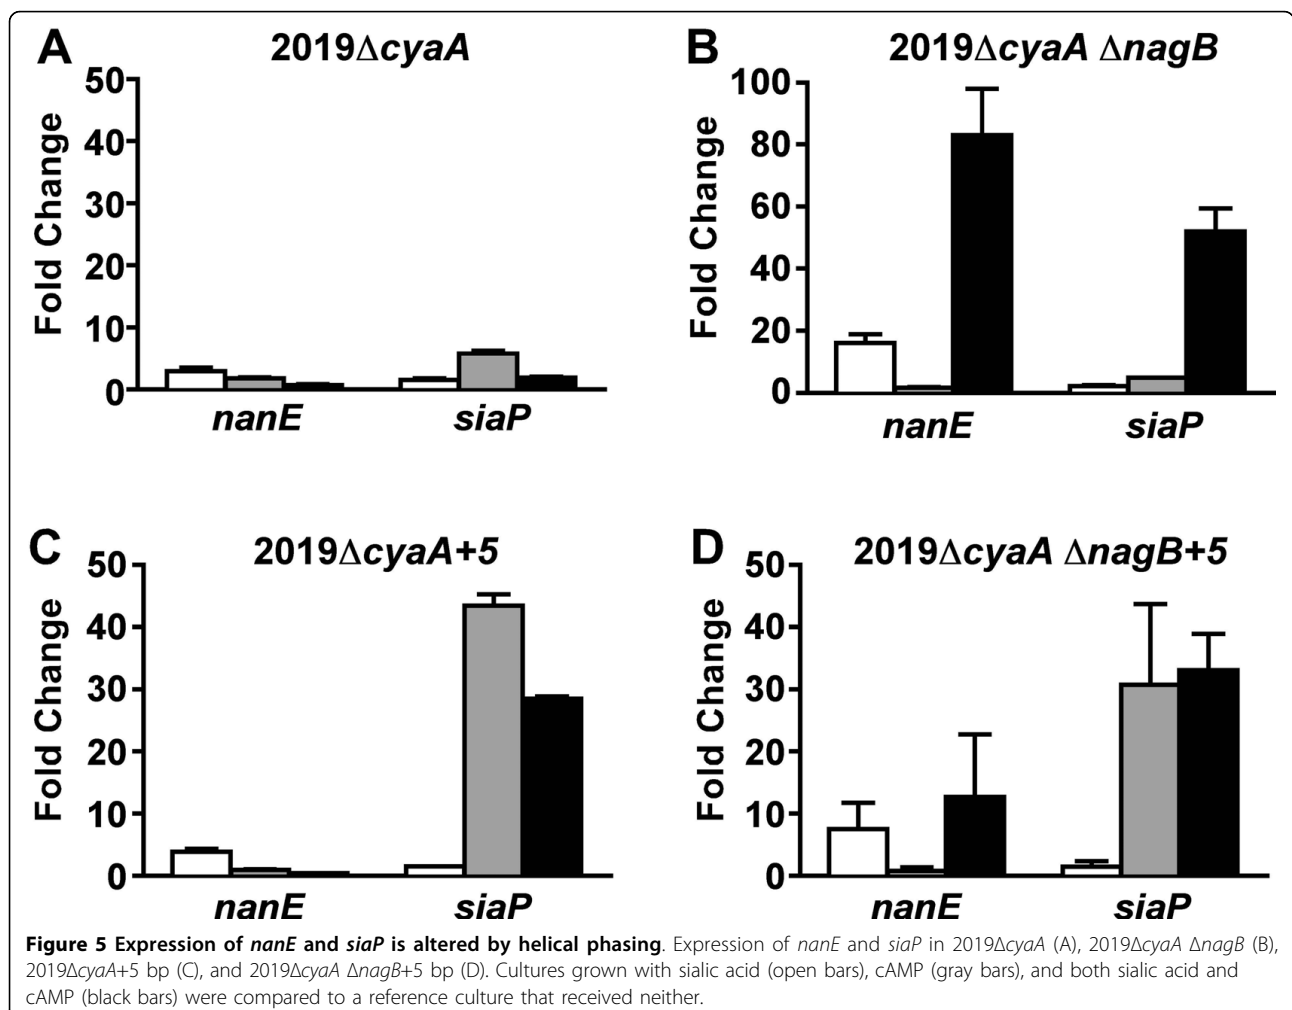 A
2019ΔcyaA
50
40
30
20
10
0
Fold Change
nanE
siaP
B
2019ΔcyaA ΔnagB
100
80
60
40
20
0
Fold Change
nanE
siaP
C
2019ΔcyaA+5
50
40
30
20
10
0
Fold Change
nanE
siaP
D
2019ΔcyaA ΔnagB+5
50
40
30
20
10
0
Fold Change
nanE
siaP
Figure 5 Expression of nanE and siaP is altered by helical phasing. Expression of nanE and siaP in 2019ΔcyaA (A), 2019ΔcyaA ΔnagB (B),
2019ΔcyaA+5 bp (C), and 2019ΔcyaA ΔnagB+5 bp (D). Cultures grown with sialic acid (open bars), cAMP (gray bars), and both sialic acid and
cAMP (black bars) were compared to a reference culture that received neither.